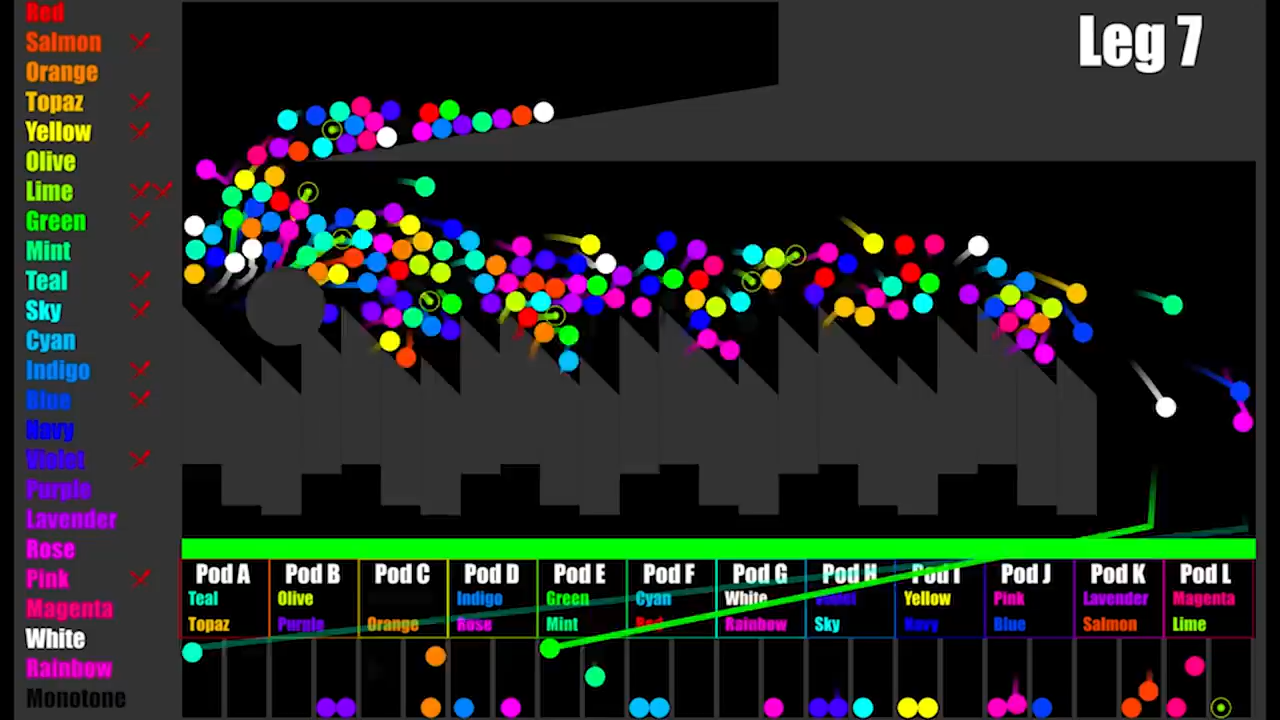 Red
Leg 7
Salmon
Orange
Topaz
Yellow
Olive
Lime
Green
Mint
Teal
Sky
Cyan
Indigo
Blue
Navy
Violet
Purple
Lavender
Rose
Pink
Magenta
White
Rainbow
Monotone
Pod A Pod B Pod C Pod D Pod E Pod F Pod G Pod H Pod I Pod J Pod K Pod L
Teal Olive Indigo Green Cyan White Violet Yellow Pink Lavender Magenta
Topaz Purple Orange Rose Mint Red Rainbow Sky Navy Blue Salmon Lime